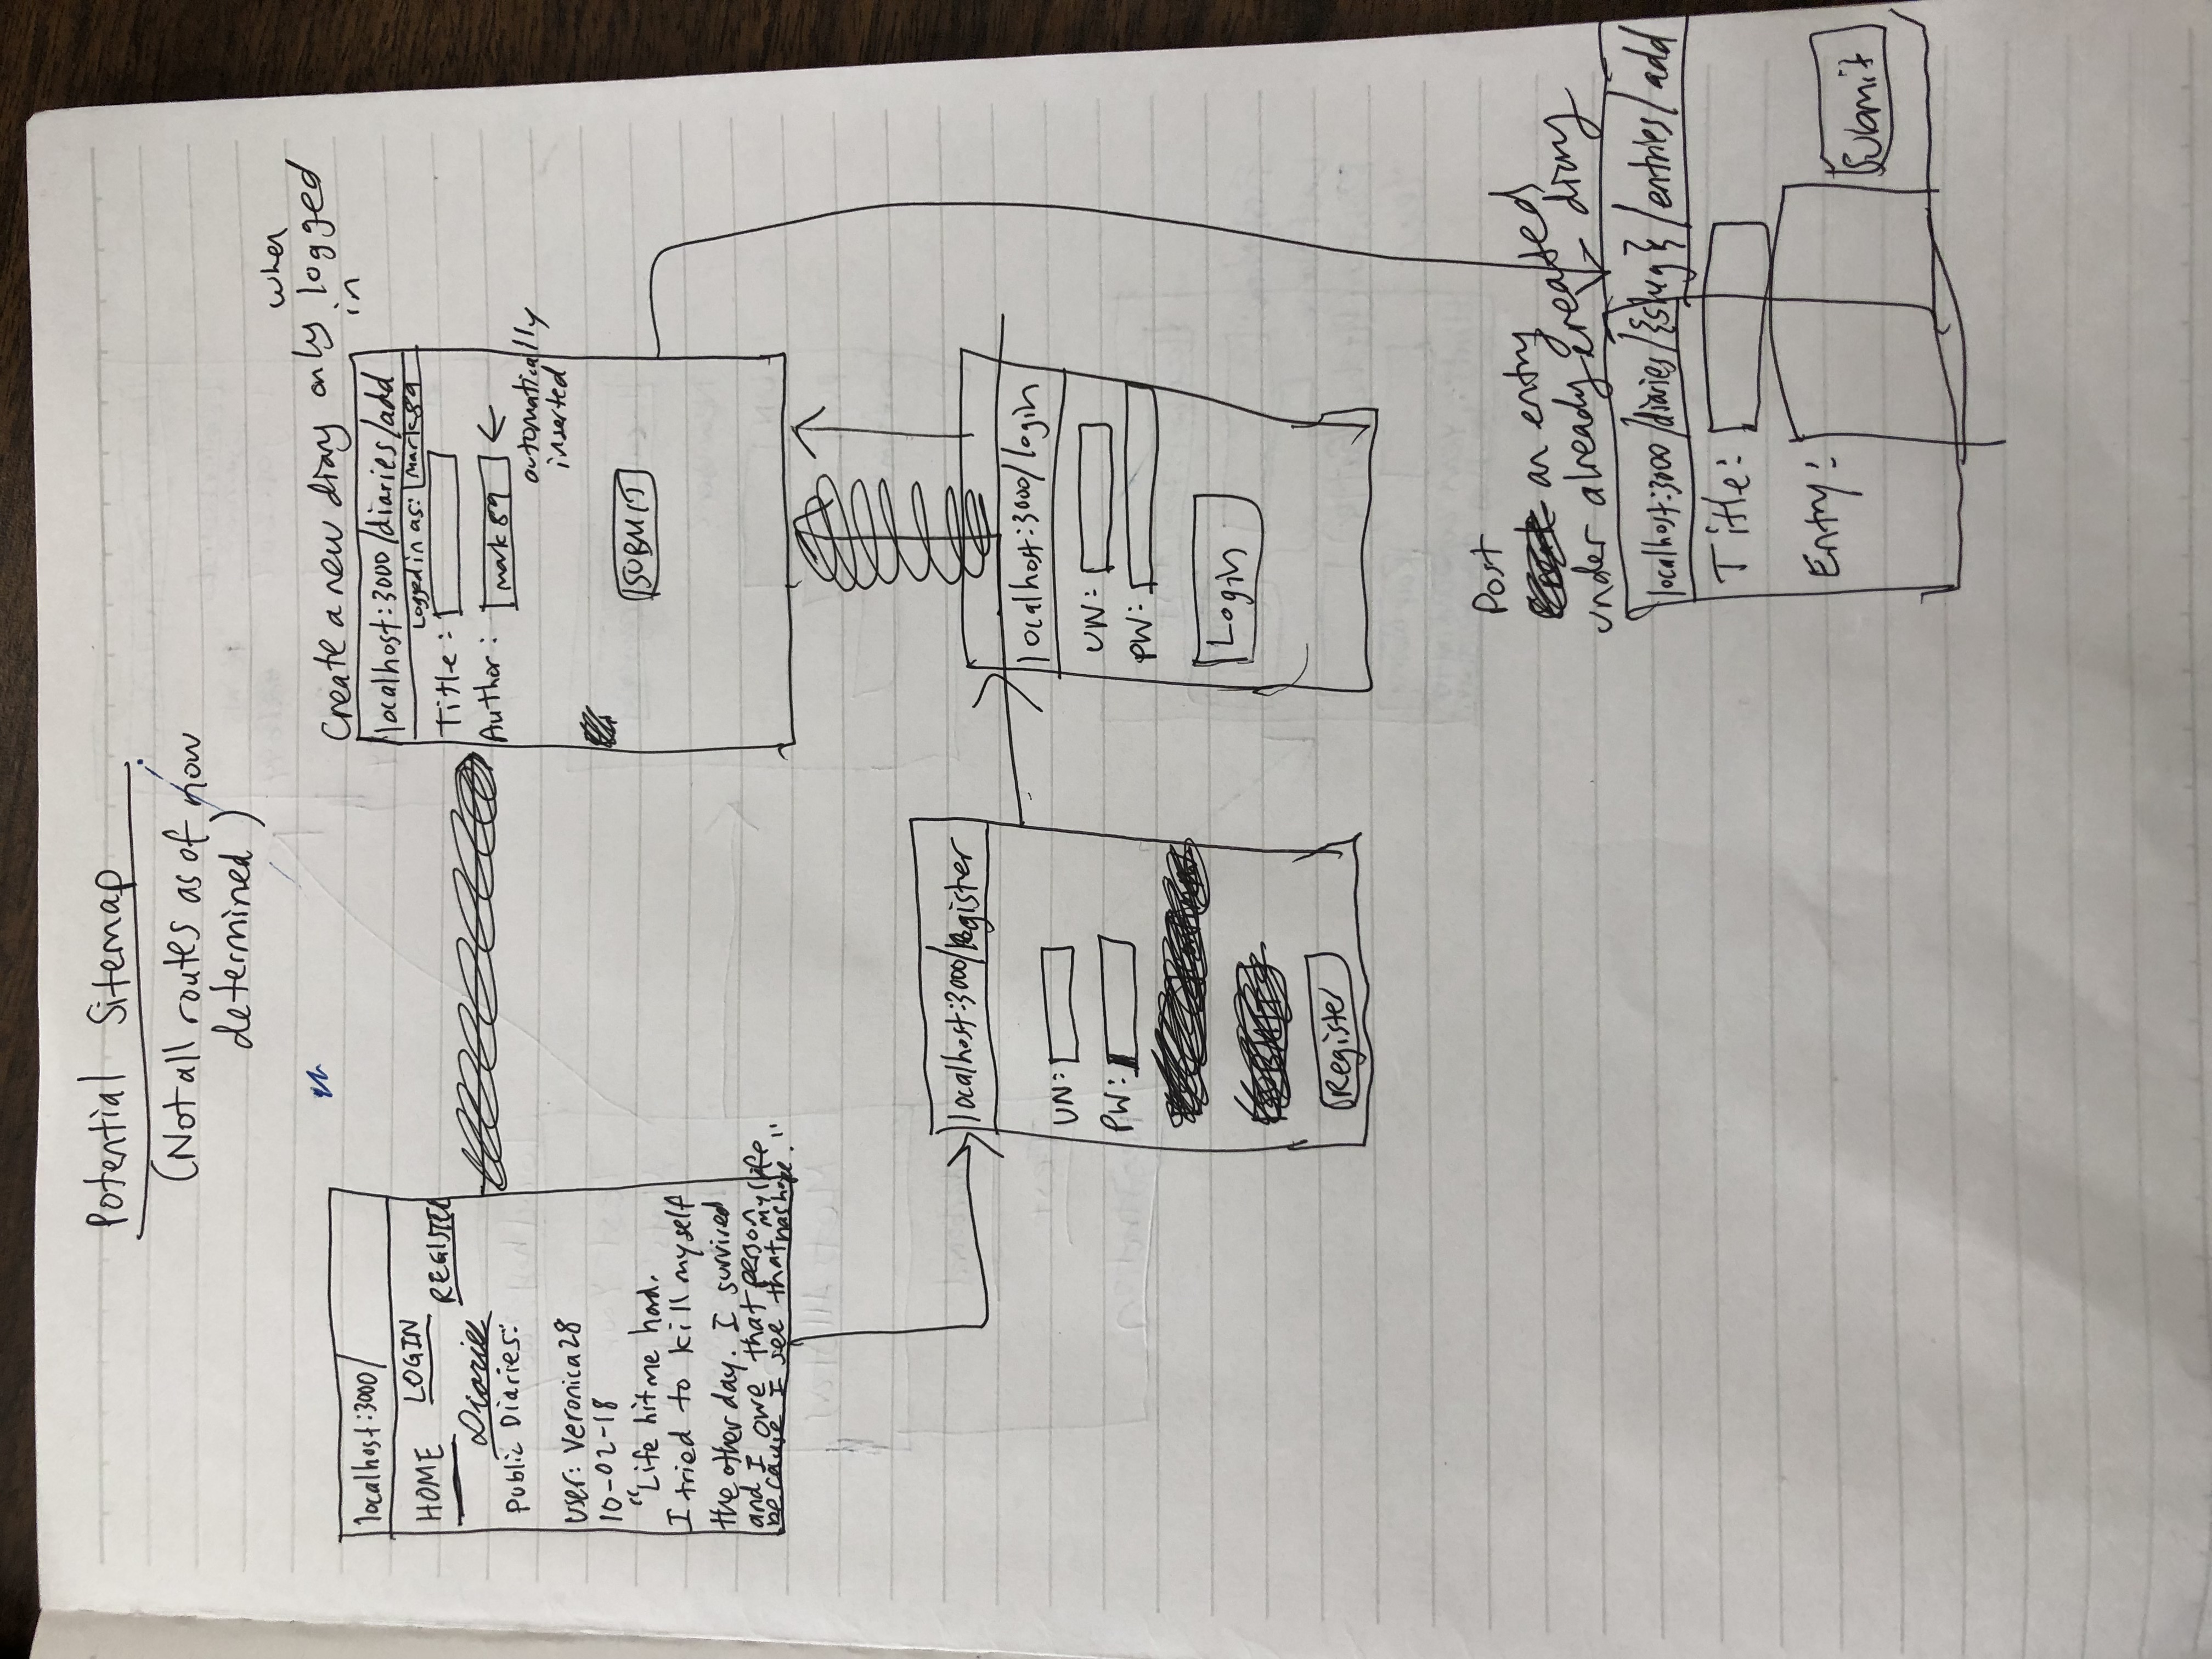 Potential Sitemap
(Not all routes as of now
determined)
localhost:3000/
HOME LOGIN REGISTER
Diaries
Public Diaries:
user: Veronica28
10-02-18
"Life hit me hard.
I tried to kill myself
the other day. I survived
and I owe that person my life
because I see that has hope."
Create a new diary only when logged
in
localhost:3000/diaries/add
Logged in as: mark89
Title:
Author: mark89 ←
automatically
inserted
SUBMIT
localhost:3000/Register
UN:
PW:
Register
localhost:3000/login
UN:
PW:
Login
Post
an entry
under already created
diary
localhost:3000/diaries/{slug}/entries/add
Title:
Entry:
Submit